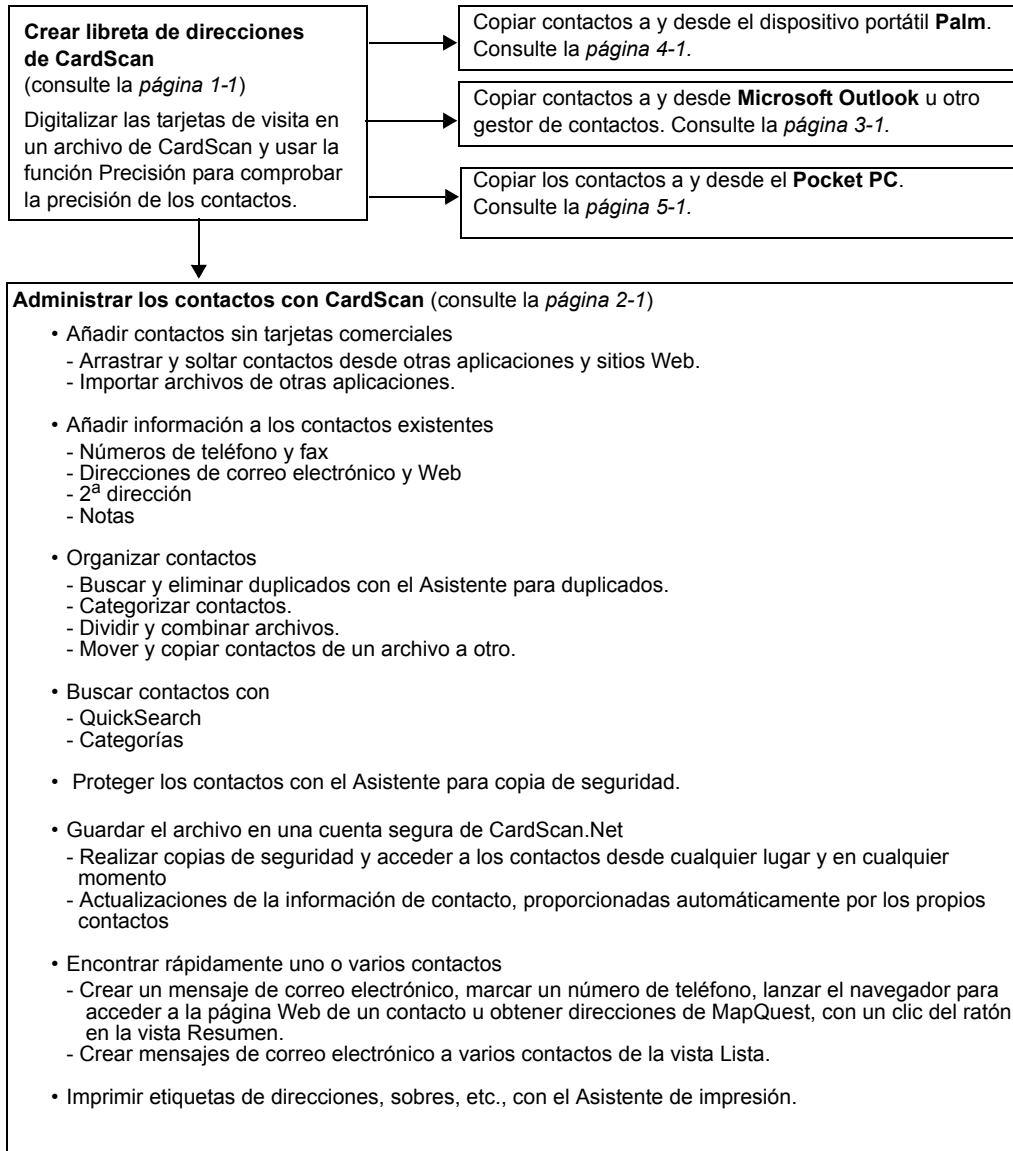 Crear libreta de direcciones
de CardScan
(consulte la página 1-1)
Digitalizar las tarjetas de visita en
un archivo de CardScan y usar la
función Precisión para comprobar
la precisión de los contactos.
Copiar contactos a y desde el dispositivo portátil Palm.
Consulte la página 4-1.
Copiar contactos a y desde Microsoft Outlook u otro
gestor de contactos. Consulte la página 3-1.
Copiar los contactos a y desde el Pocket PC.
Consulte la página 5-1.
Administrar los contactos con CardScan (consulte la página 2-1)
• Añadir contactos sin tarjetas comerciales
- Arrastrar y soltar contactos desde otras aplicaciones y sitios Web.
- Importar archivos de otras aplicaciones.
• Añadir información a los contactos existentes
- Números de teléfono y fax
- Direcciones de correo electrónico y Web
- 2ª dirección
- Notas
• Organizar contactos
- Buscar y eliminar duplicados con el Asistente para duplicados.
- Categorizar contactos.
- Dividir y combinar archivos.
- Mover y copiar contactos de un archivo a otro.
• Buscar contactos con
- QuickSearch
- Categorías
• Proteger los contactos con el Asistente para copia de seguridad.
• Guardar el archivo en una cuenta segura de CardScan.Net
- Realizar copias de seguridad y acceder a los contactos desde cualquier lugar y en cualquier
momento
- Actualizaciones de la información de contacto, proporcionadas automáticamente por los propios
contactos
• Encontrar rápidamente uno o varios contactos
- Crear un mensaje de correo electrónico, marcar un número de teléfono, lanzar el navegador para
acceder a la página Web de un contacto u obtener direcciones de MapQuest, con un clic del ratón
en la vista Resumen.
- Crear mensajes de correo electrónico a varios contactos de la vista Lista.
• Imprimir etiquetas de direcciones, sobres, etc., con el Asistente de impresión.